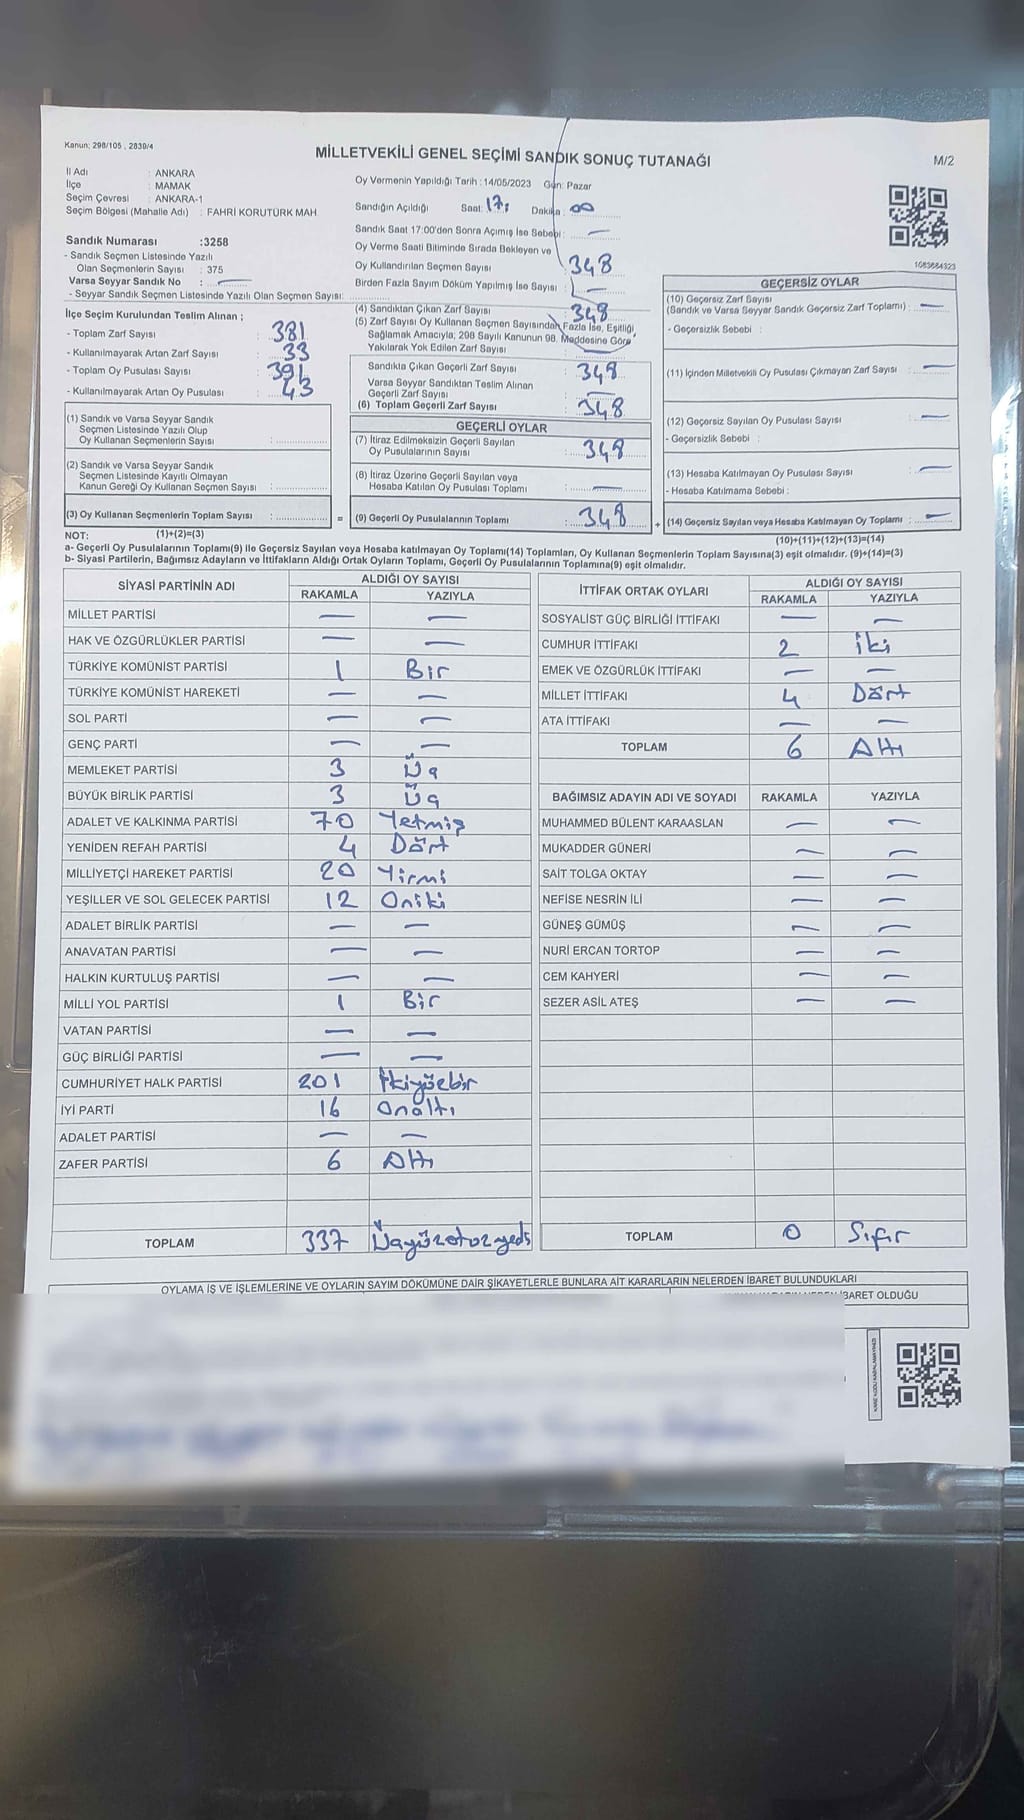 Kanun; 298/105 , 2839/4
MİLLETVEKİLİ GENEL SEÇİMİ SANDIK SONUÇ TUTANAĞI
M/2
İl Adı : ANKARA
İlçe : MAMAK
Seçim Çevresi : ANKARA-1
Seçim Bölgesi (Mahalle Adı) : FAHRİ KORUTÜRK MAH.
Sandık Numarası :3258
- Sandık Seçmen Listesinde Yazılı
Olan Seçmenlerin Sayısı : 375
Varsa Seyyar Sandık No : —
- Seyyar Sandık Seçmen Listesinde Yazılı Olan Seçmen Sayısı:
İlçe Seçim Kurulundan Teslim Alınan ;
- Toplam Zarf Sayısı : 381
- Kullanılmayarak Artan Zarf Sayısı : 33
- Toplam Oy Pusulası Sayısı : 391
- Kullanılmayarak Artan Oy Pusulası : 43
(1) Sandık ve Varsa Seyyar Sandık
Seçmen Listesinde Yazılı Olup
Oy Kullanan Seçmenlerin Sayısı :
(2) Sandık ve Varsa Seyyar Sandık
Seçmen Listesinde Kayıtlı Olmayan
Kanun Gereği Oy Kullanan Seçmen Sayısı :
(3) Oy Kullanan Seçmenlerin Toplam Sayısı :
(1)+(2)=(3)
Oy Vermenin Yapıldığı Tarih : 14/05/2023 Gün: Pazar
Sandığın Açıldığı Saat: 17: Dakika : 00
Sandık Saat 17:00'den Sonra Açımış İse Sebebi : —
Oy Verme Saati Bitiminde Sırada Bekleyen ve
Oy Kullandırılan Seçmen Sayısı : 348
Birden Fazla Sayım Döküm Yapılmış İse Sayısı : —
(4) Sandıktan Çıkan Zarf Sayısı : 348
(5) Zarf Sayısı Oy Kullanan Seçmen Sayısından Fazla İse, Eşitliği
Sağlamak Amacıyla, 298 Sayılı Kanunun 98. Maddesine Göre
Yakılarak Yok Edilen Zarf Sayısı
Sandıkla Çıkan Geçerli Zarf Sayısı : 348
Varsa Seyyar Sandıktan Teslim Alınan
Geçerli Zarf Sayısı : —
(6) Toplam Geçerli Zarf Sayısı : 348
GEÇERLİ OYLAR
(7) İtiraz Edilmeksizin Geçerli Sayılan
Oy Pusulalarının Sayısı : 348
(8) İtiraz Üzerine Geçerli Sayılan veya
Hesaba Katılan Oy Pusulası Toplamı : —
= (9) Geçerli Oy Pusulalarının Toplamı : 348 +
1083684323
GEÇERSİZ OYLAR
(10) Geçersiz Zarf Sayısı
(Sandık ve Varsa Seyyar Sandık Geçersiz Zarf Toplamı) : —
- Geçersizlik Sebebi :
(11) İçinden Milletvekili Oy Pusulası Çıkmayan Zarf Sayısı : —
(12) Geçersiz Sayılan Oy Pusulası Sayısı : —
- Geçersizlik Sebebi :
(13) Hesaba Katılmayan Oy Pusulası Sayısı : —
- Hesaba Katılmama Sebebi :
(14) Geçersiz Sayılan veya Hesaba Katılmayan Oy Toplamı : —
(10)+(11)+(12)+(13)=(14)
NOT:
a- Geçerli Oy Pusulalarının Toplamı(9) ile Geçersiz Sayılan veya Hesaba katılmayan Oy Toplamı(14) Toplamları, Oy Kullanan Seçmenlerin Toplam Sayısına(3) eşit olmalıdır. (9)+(14)=(3)
b- Siyasi Partilerin, Bağımsız Adayların ve İttifakların Aldığı Ortak Oyların Toplamı, Geçerli Oy Pusulalarının Toplamına(9) eşit olmalıdır.
SİYASİ PARTİNİN ADI ALDIĞI OY SAYISI
RAKAMLA YAZIYLA
MİLLET PARTİSİ — —
HAK VE ÖZGÜRLÜKLER PARTİSİ — —
TÜRKİYE KOMÜNİST PARTİSİ 1 Bir
TÜRKİYE KOMÜNİST HAREKETİ — —
SOL PARTİ — —
GENÇ PARTİ — —
MEMLEKET PARTİSİ 3 Üç
BÜYÜK BİRLİK PARTİSİ 3 Üç
ADALET VE KALKINMA PARTİSİ 70 Yetmiş
YENİDEN REFAH PARTİSİ 4 Dört
MİLLİYETÇİ HAREKET PARTİSİ 20 Yirmi
YEŞİLLER VE SOL GELECEK PARTİSİ 12 Oniki
ADALET BİRLİK PARTİSİ — —
ANAVATAN PARTİSİ — —
HALKIN KURTULUŞ PARTİSİ — —
MİLLİ YOL PARTİSİ 1 Bir
VATAN PARTİSİ — —
GÜÇ BİRLİĞİ PARTİSİ — —
CUMHURİYET HALK PARTİSİ 201 İkiyüzbir
İYİ PARTİ 16 Onaltı
ADALET PARTİSİ — —
ZAFER PARTİSİ 6 Altı
TOPLAM 337 Üçyüzotuzyedi
İTTİFAK ORTAK OYLARI ALDIĞI OY SAYISI
RAKAMLA YAZIYLA
SOSYALİST GÜÇ BİRLİĞİ İTTİFAKI — —
CUMHUR İTTİFAKI 2 İki
EMEK VE ÖZGÜRLÜK İTTİFAKI — —
MİLLET İTTİFAKI 4 Dört
ATA İTTİFAKI — —
TOPLAM 6 Altı
BAĞIMSIZ ADAYIN ADI VE SOYADI RAKAMLA YAZIYLA
MUHAMMED BÜLENT KARAASLAN — —
MUKADDER GÜNERİ — —
SAİT TOLGA OKTAY — —
NEFİSE NESRİN İLİ — —
GÜNEŞ GÜMÜŞ — —
NURİ ERCAN TORTOP — —
CEM KAHYERİ — —
SEZER ASİL ATEŞ — —
TOPLAM 0 Sıfır
OYLAMA İŞ VE İŞLEMLERİNE VE OYLARIN SAYIM DÖKÜMÜNE DAİR ŞİKAYETLERLE BUNLARA AİT KARARLARIN NELERDEN İBARET BULUNDUKLARI
İBARET OLDUĞU